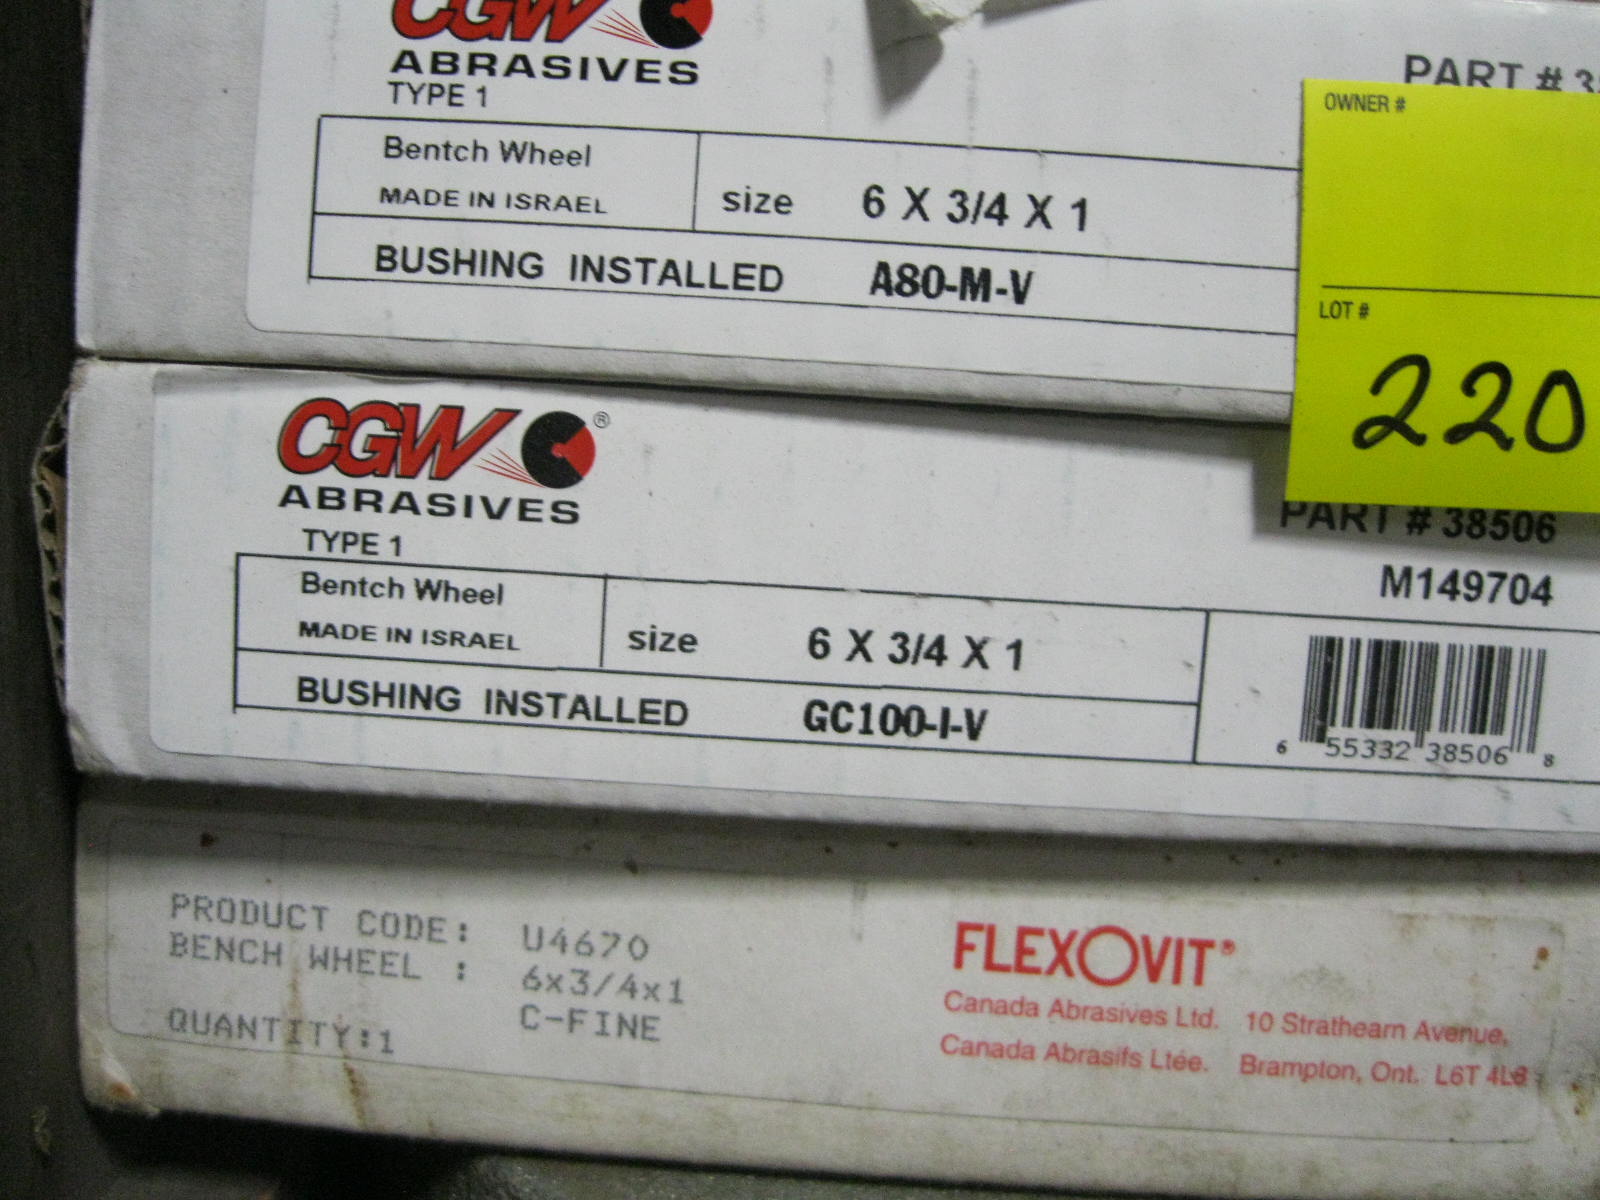 CGW
ABRASIVES
TYPE 1
PART # 3
Bentch Wheel
MADE IN ISRAEL
size 6 X 3/4 X 1
BUSHING INSTALLED A80-M-V
OWNER #
LOT #
220
CGW ®
ABRASIVES
TYPE 1
PART # 38506
M149704
Bentch Wheel
MADE IN ISRAEL
size 6 X 3/4 X 1
BUSHING INSTALLED GC100-I-V
6 55332 38506 8
PRODUCT CODE: U4670
BENCH WHEEL : 6x3/4x1
C-FINE
QUANTITY:1
FLEXOVIT®
Canada Abrasives Ltd. 10 Strathearn Avenue,
Canada Abrasifs Ltée. Brampton, Ont. L6T 4L8